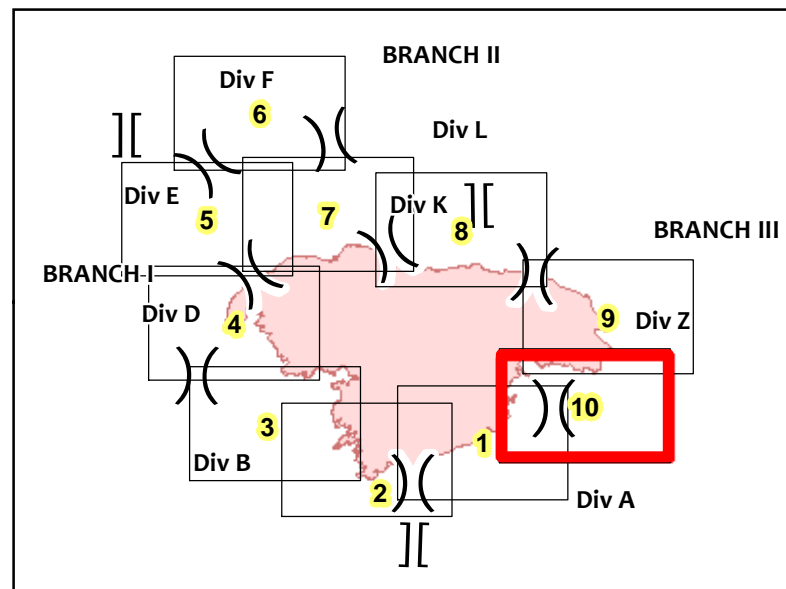 BRANCH II
Div F
6
Div L
][
Div E
5
7
Div K
][
8
BRANCH III
BRANCH I
Div D
4
9
Div Z
10
3
1
Div B
2
Div A
][